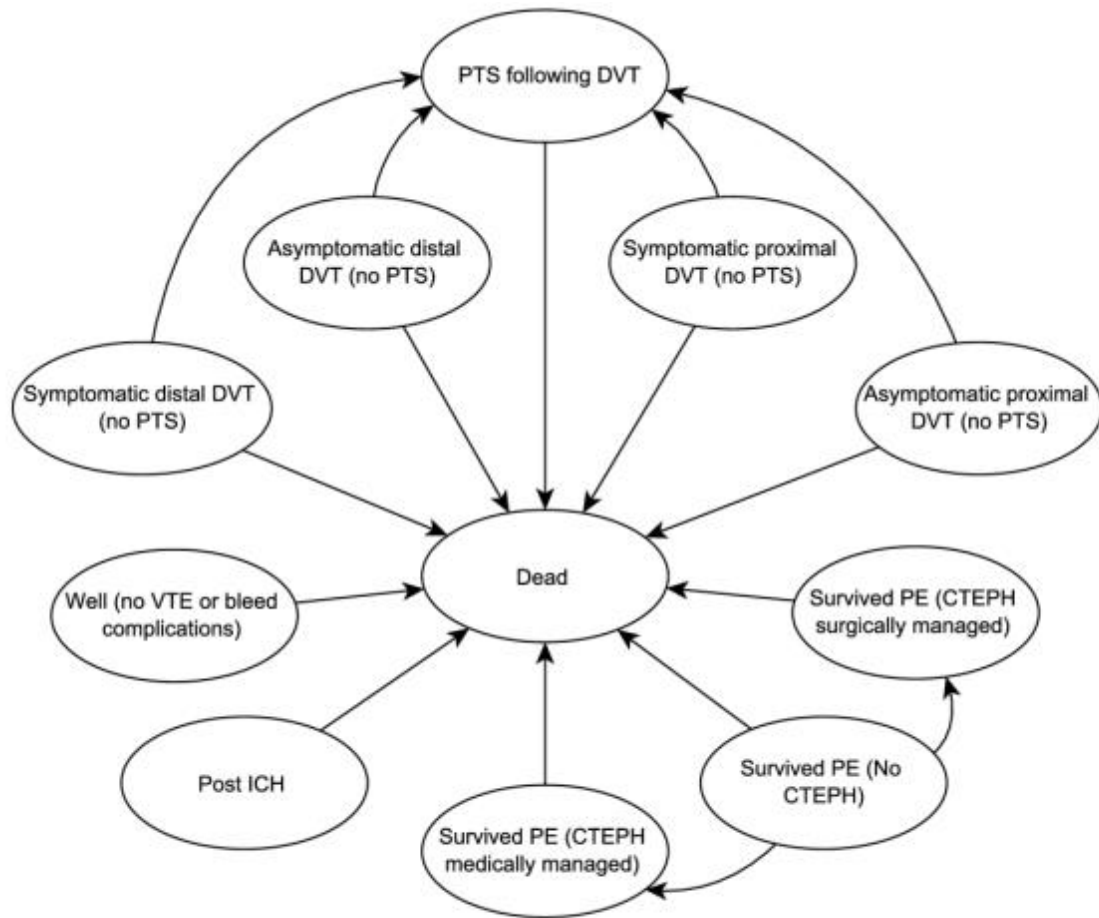 PTS following DVT
Asymptomatic distal
DVT (no PTS)
Symptomatic proximal
DVT (no PTS)
Symptomatic distal DVT
(no PTS)
Asymptomatic proximal
DVT (no PTS)
Dead
Well (no VTE or bleed
complications)
Survived PE (CTEPH
surgically managed)
Post ICH
Survived PE (No
CTEPH)
Survived PE (CTEPH
medically managed)